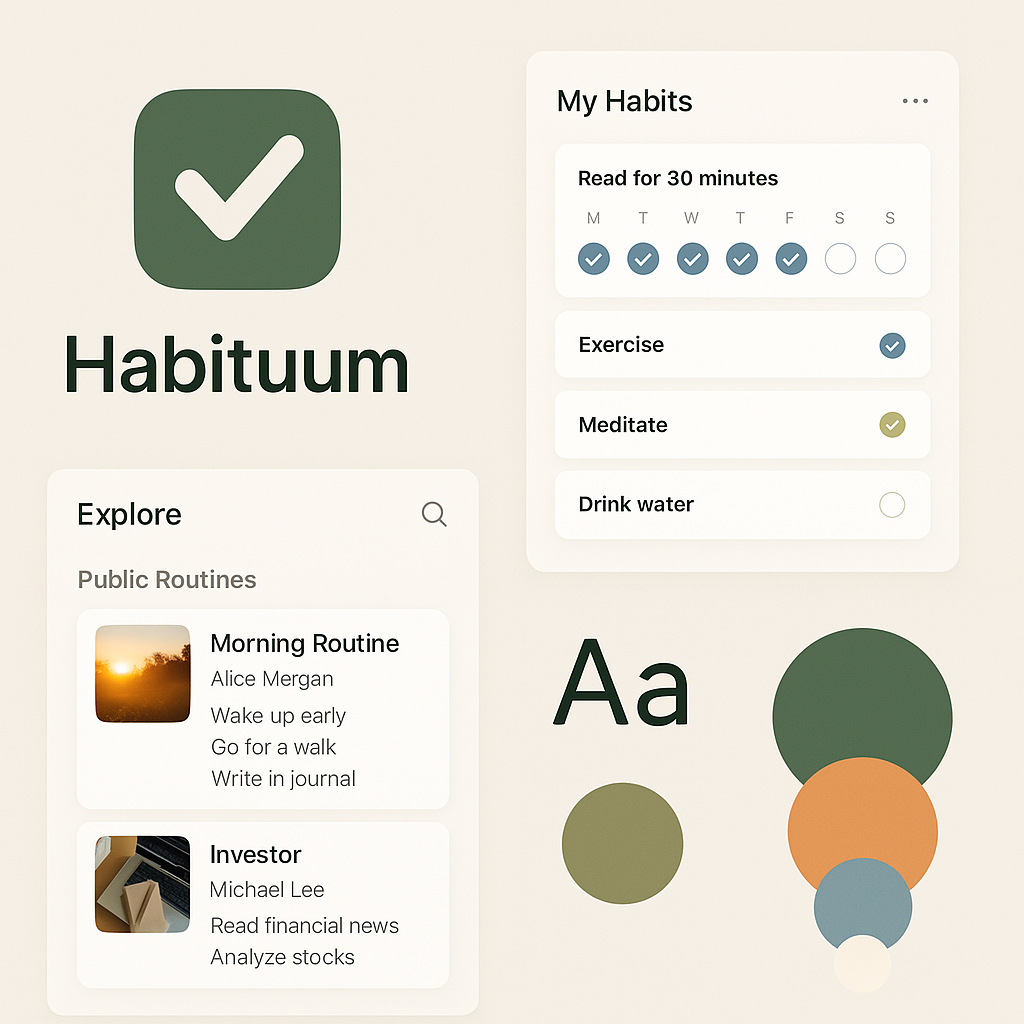 Habituum
My Habits
Read for 30 minutes
M T W T F S S
Exercise
Meditate
Drink water
Explore
Public Routines
Morning Routine
Alice Mergan
Wake up early
Go for a walk
Write in journal
Investor
Michael Lee
Read financial news
Analyze stocks
Aa